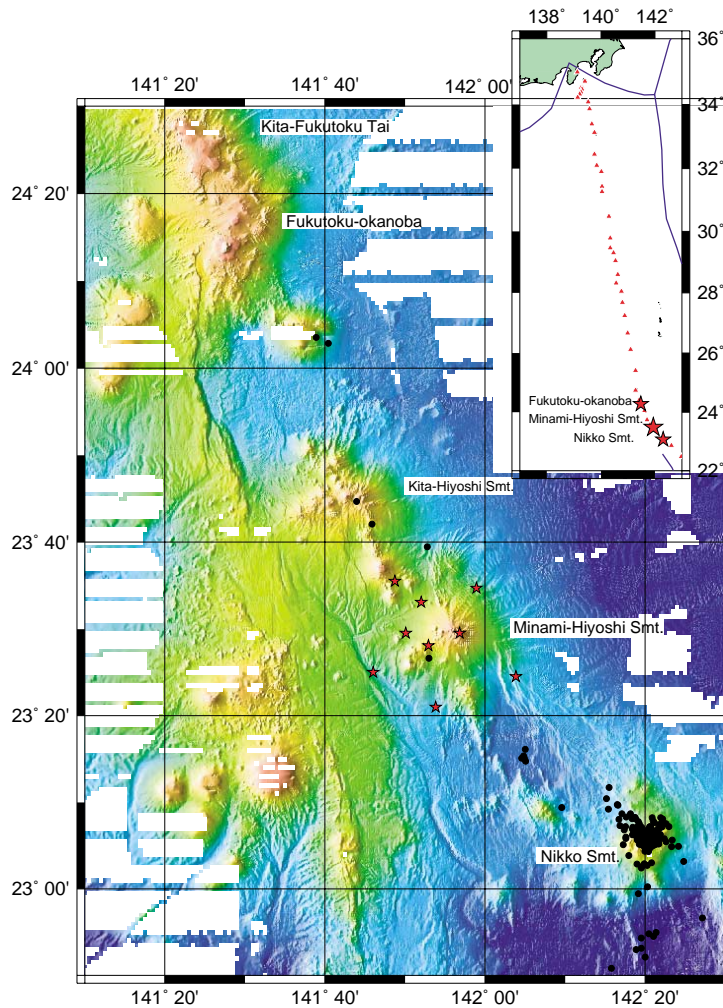 138° 140° 142°
36°
34°
32°
30°
28°
26°
24°
22°
Fukutoku-okanoba
Minami-Hiyoshi Smt.
Nikko Smt.
141° 20' 141° 40' 142° 00'
Kita-Fukutoku Tai
24° 20'
Fukutoku-okanoba
24° 00'
Kita-Hiyoshi Smt.
23° 40'
Minami-Hiyoshi Smt.
23° 20'
Nikko Smt.
23° 00'
141° 20' 141° 40' 142° 00' 142° 20'